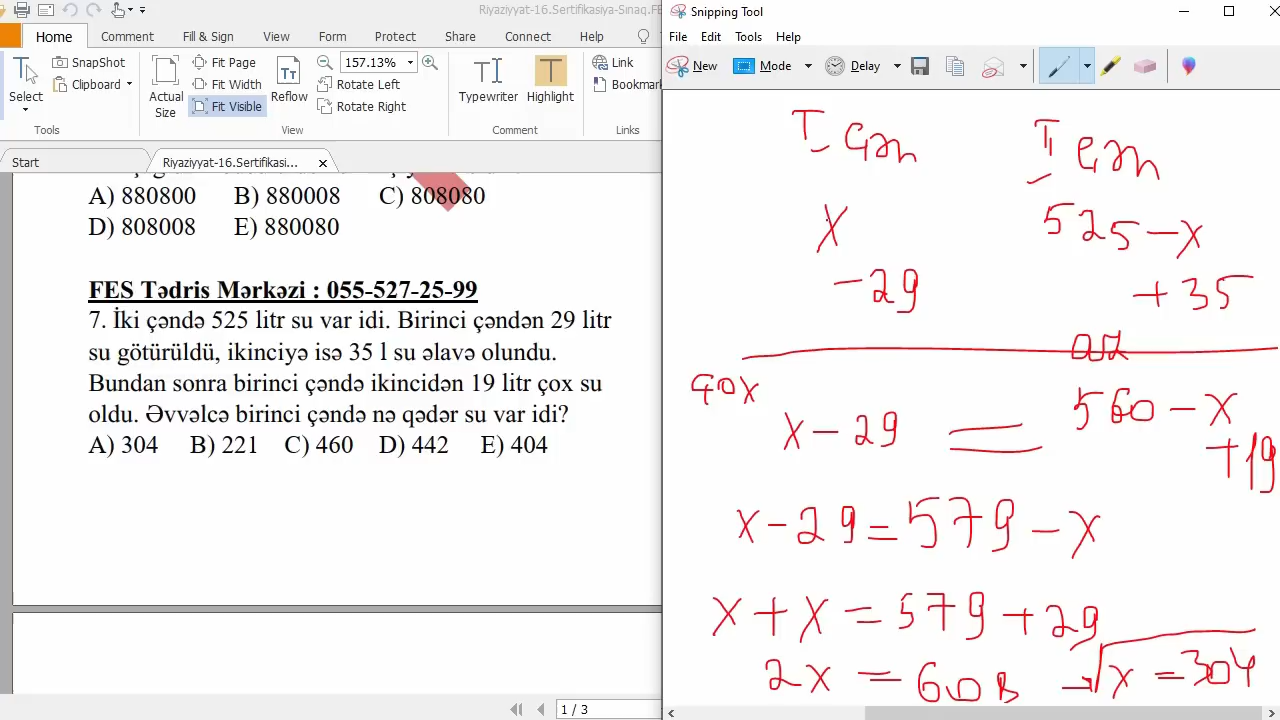 Riyaziyyat-16.Sertifikasiya-Sinaq.FE
Home Comment Fill & Sign View Form Protect Share Connect Help
Select
SnapShot
Clipboard
Actual Size
Fit Page
Fit Width
Fit Visible
Reflow
157.13%
Rotate Left
Rotate Right
Typewriter
Highlight
Link
Bookmar
Tools View Comment Links
Start
Riyaziyyat-16.Sertifikasi...
A) 880800 B) 880008 C) 808080
D) 808008 E) 880080
FES Tədris Mərkəzi : 055-527-25-99
7. İki çəndə 525 litr su var idi. Birinci çəndən 29 litr
su götürüldü, ikinciyə isə 35 l su əlavə olundu.
Bundan sonra birinci çəndə ikincidən 19 litr çox su
oldu. Əvvəlcə birinci çəndə nə qədər su var idi?
A) 304 B) 221 C) 460 D) 442 E) 404
1 / 3
Snipping Tool
File Edit Tools Help
New Mode Delay
I çən II çən
x 525-x
-29 +35
az
çox
x-29 = 560-x
+19
x-29=579-x
x+x=579+29
2x=608 x=304